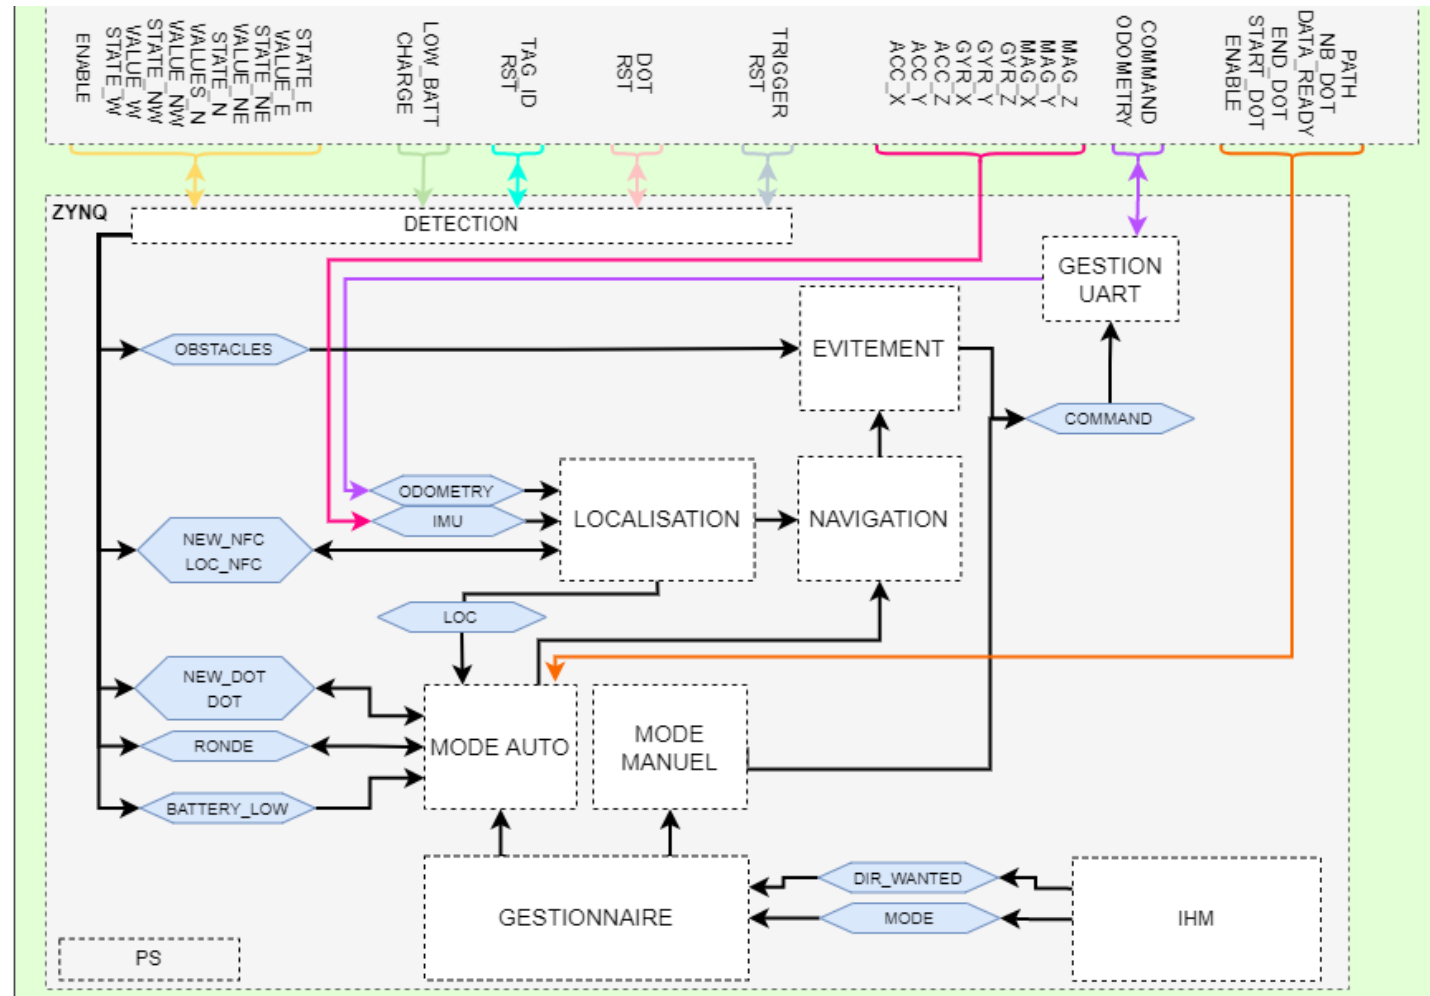 ENABLE
STATE_W
VALUE_W
STATE_NW
VALUE_NW
VALUES_N
STATE_N
VALUE_NE
STATE_NE
VALUE_E
STATE_E
CHARGE
LOW_BATT
RST
TAG_ID
RST
DOT
RST
TRIGGER
ACC_X
ACC_Y
ACC_Z
GYR_X
GYR_Y
GYR_Z
MAG_X
MAG_Y
MAG_Z
ODOMETRY
COMMAND
ENABLE
START_DOT
END_DOT
DATA_READY
NB_DOT
PATH
ZYNQ
DETECTION
GESTION
UART
OBSTACLES
EVITEMENT
COMMAND
ODOMETRY
IMU
LOCALISATION
NAVIGATION
NEW_NFC
LOC_NFC
LOC
NEW_DOT
DOT
RONDE
BATTERY_LOW
MODE AUTO
MODE
MANUEL
DIR_WANTED
MODE
GESTIONNAIRE
IHM
PS